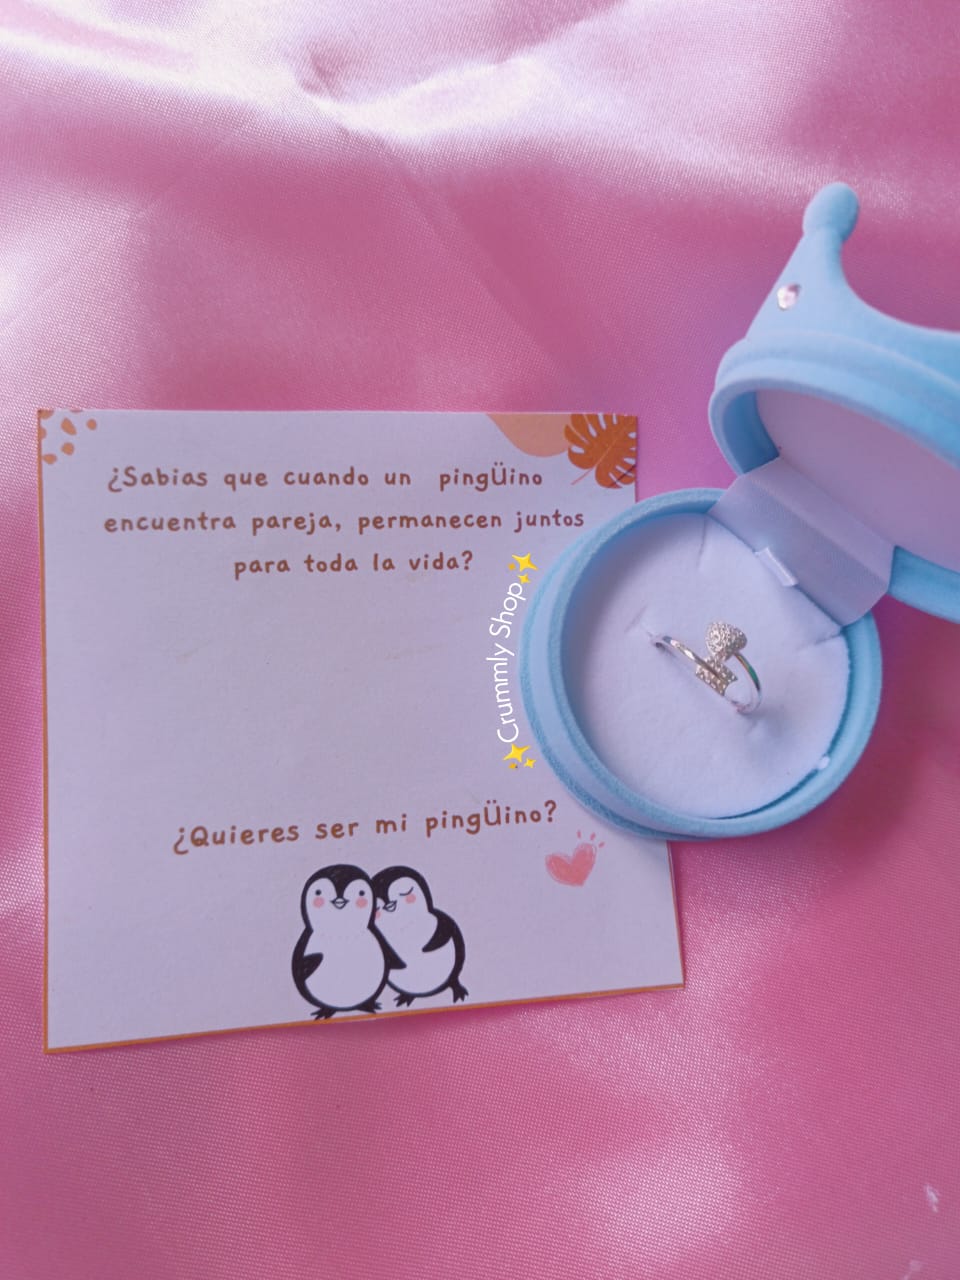 ¿Sabias que cuando un pingÜino
encuentra pareja, permanecen juntos
para toda la vida?
¿Quieres ser mi pingÜino?
✨Crummly Shop✨